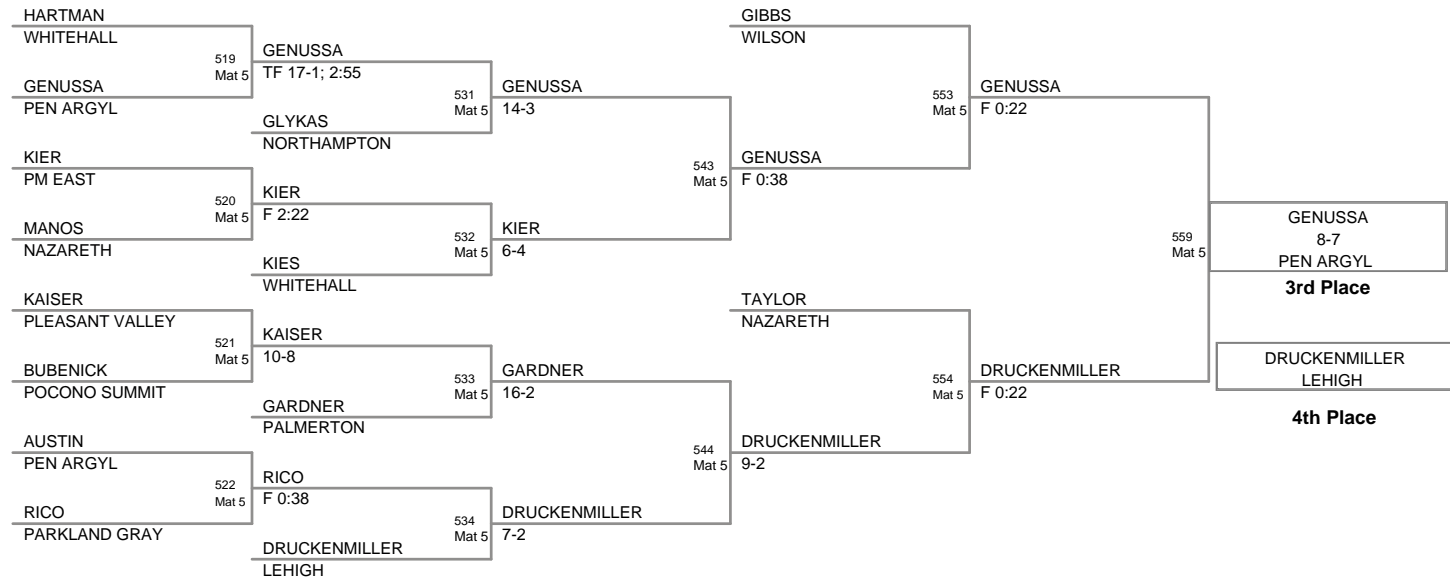 HARTMAN
WHITEHALL
519
Mat 5
GENUSSA
PEN ARGYL
GENUSSA
TF 17-1; 2:55
531
Mat 5
GLYKAS
NORTHAMPTON
GENUSSA
14-3
KIER
PM EAST
520
Mat 5
MANOS
NAZARETH
KIER
F 2:22
532
Mat 5
KIES
WHITEHALL
KIER
6-4
543
Mat 5
GENUSSA
F 0:38
GIBBS
WILSON
553
Mat 5
GENUSSA
F 0:22
KAISER
PLEASANT VALLEY
521
Mat 5
BUBENICK
POCONO SUMMIT
KAISER
10-8
533
Mat 5
GARDNER
PALMERTON
GARDNER
16-2
AUSTIN
PEN ARGYL
522
Mat 5
RICO
PARKLAND GRAY
RICO
F 0:38
534
Mat 5
DRUCKENMILLER
LEHIGH
DRUCKENMILLER
7-2
544
Mat 5
DRUCKENMILLER
9-2
TAYLOR
NAZARETH
554
Mat 5
DRUCKENMILLER
F 0:22
559
Mat 5
GENUSSA
8-7
PEN ARGYL
3rd Place
DRUCKENMILLER
LEHIGH
4th Place